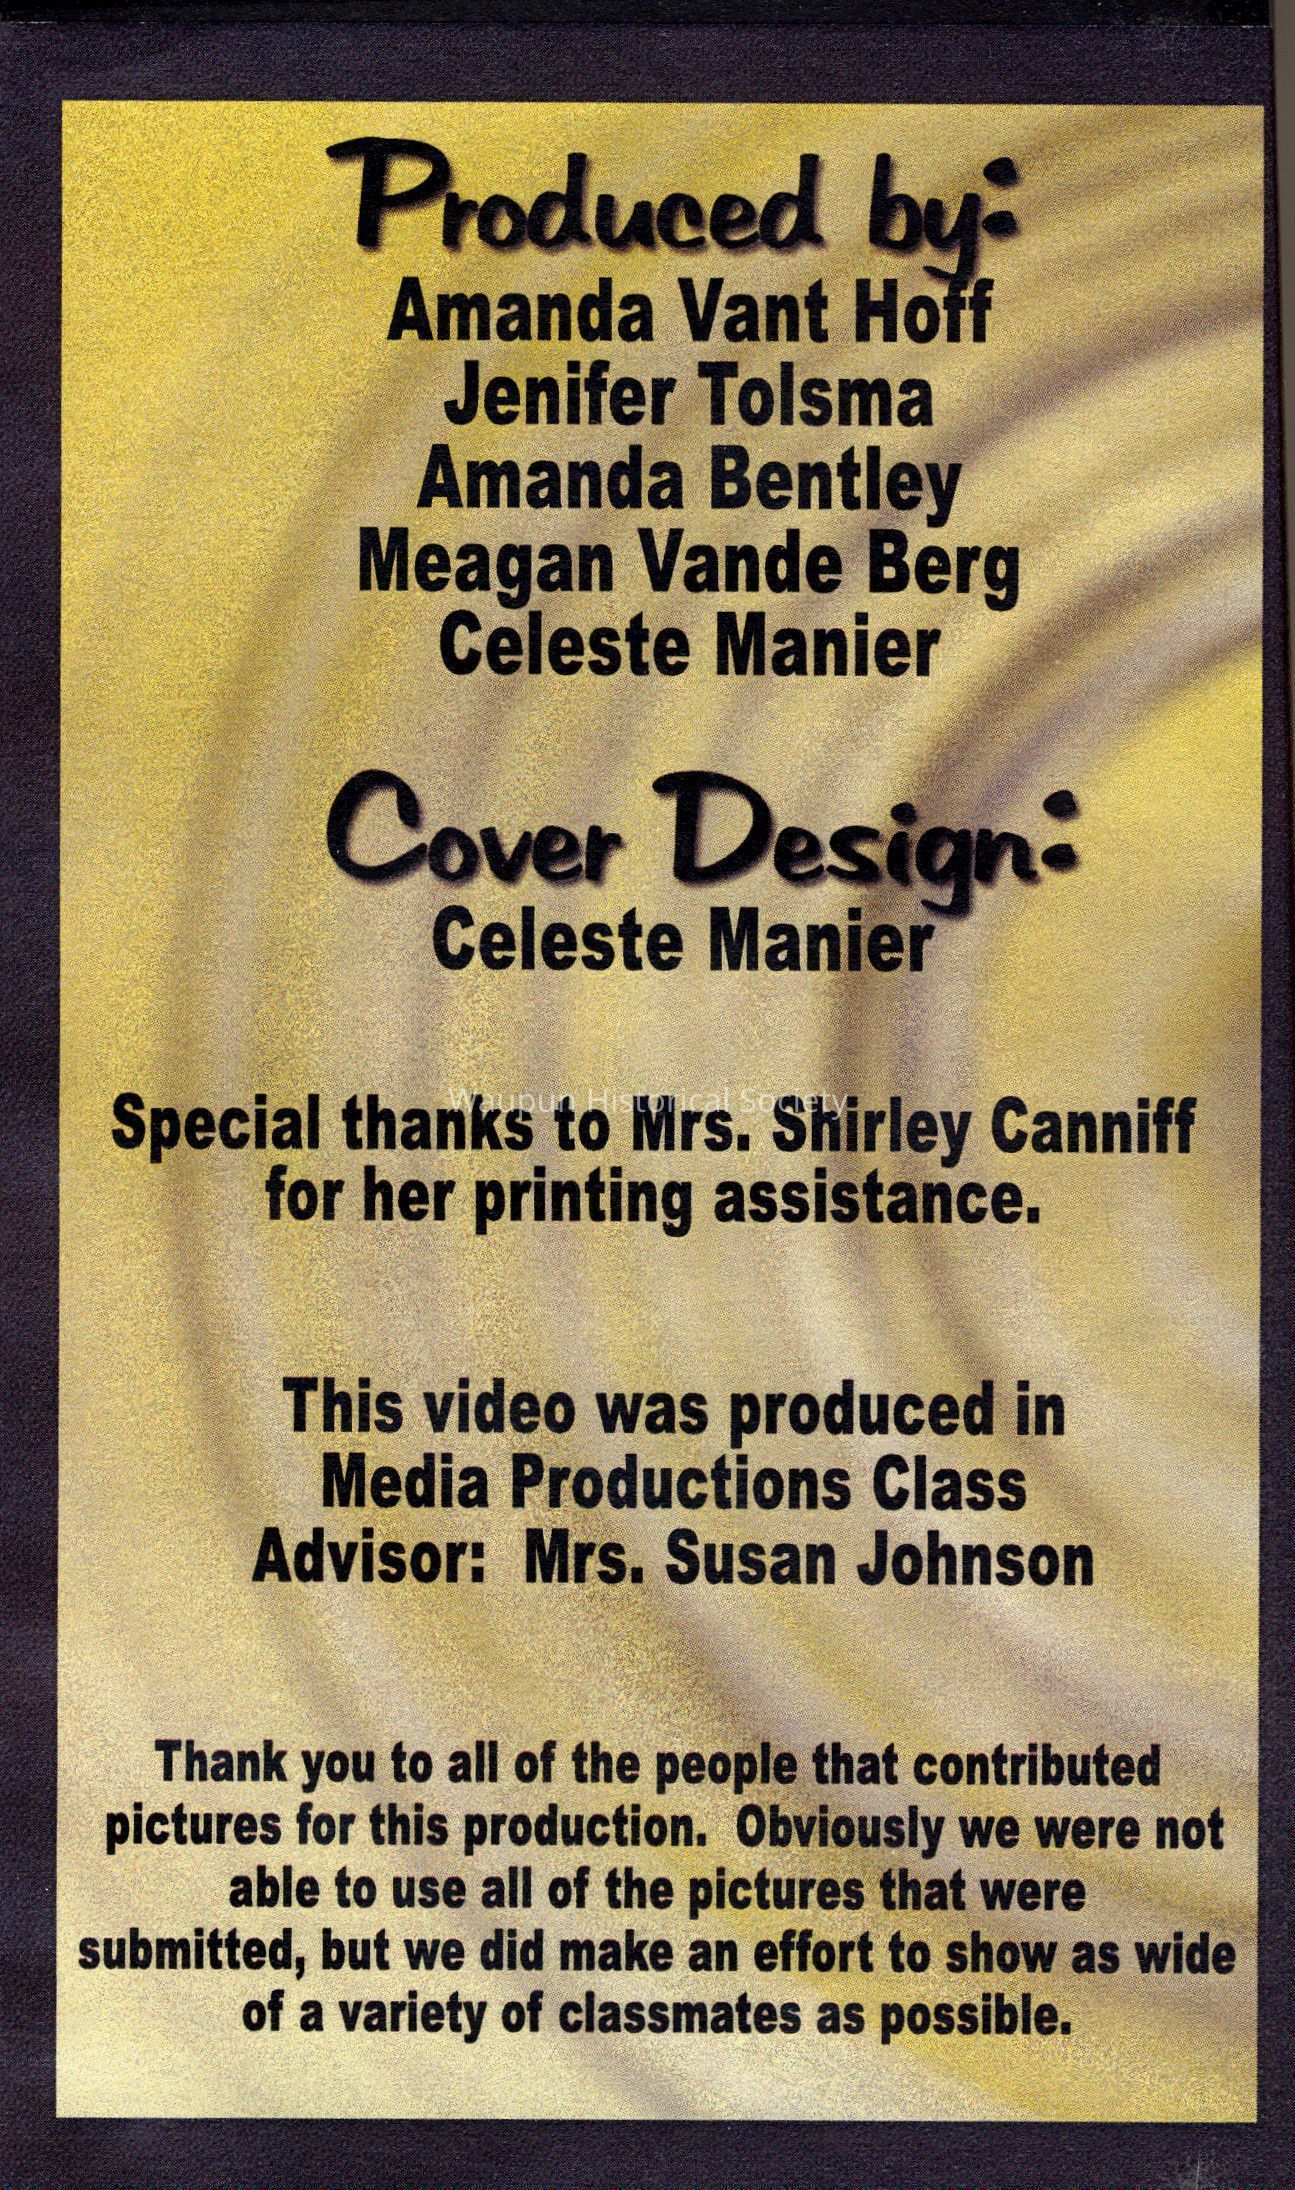 Produced by:
Amanda Vant Hoff
Jenifer Tolsma
Amanda Bentley
Meagan Vande Berg
Celeste Manier
Cover Design:
Celeste Manier
Waupun Historical Society
Special thanks to Mrs. Shirley Canniff
for her printing assistance.
This video was produced in
Media Productions Class
Advisor: Mrs. Susan Johnson
Thank you to all of the people that contributed
pictures for this production. Obviously we were not
able to use all of the pictures that were
submitted, but we did make an effort to show as wide
of a variety of classmates as possible.